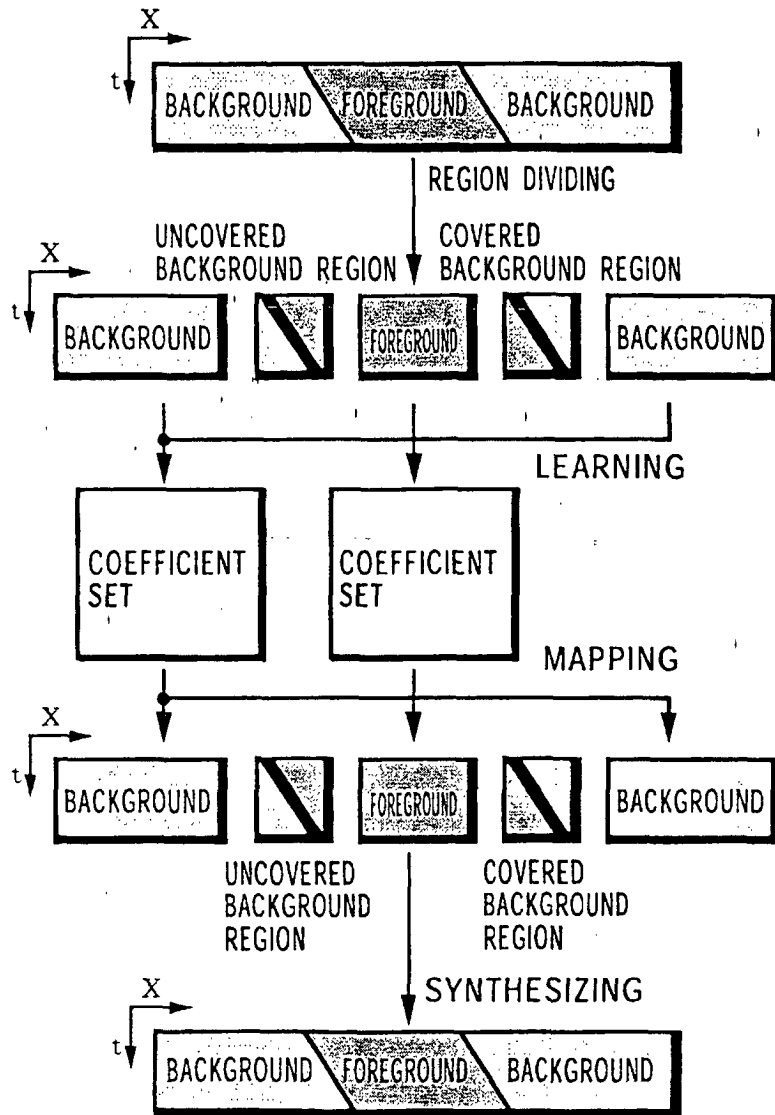 X
t
BACKGROUND FOREGROUND BACKGROUND
REGION DIVIDING
UNCOVERED BACKGROUND REGION
COVERED BACKGROUND REGION
X
t
BACKGROUND FOREGROUND BACKGROUND
LEARNING
COEFFICIENT SET
COEFFICIENT SET
MAPPING
X
t
BACKGROUND FOREGROUND BACKGROUND
UNCOVERED BACKGROUND REGION
COVERED BACKGROUND REGION
SYNTHESIZING
X
t
BACKGROUND FOREGROUND BACKGROUND